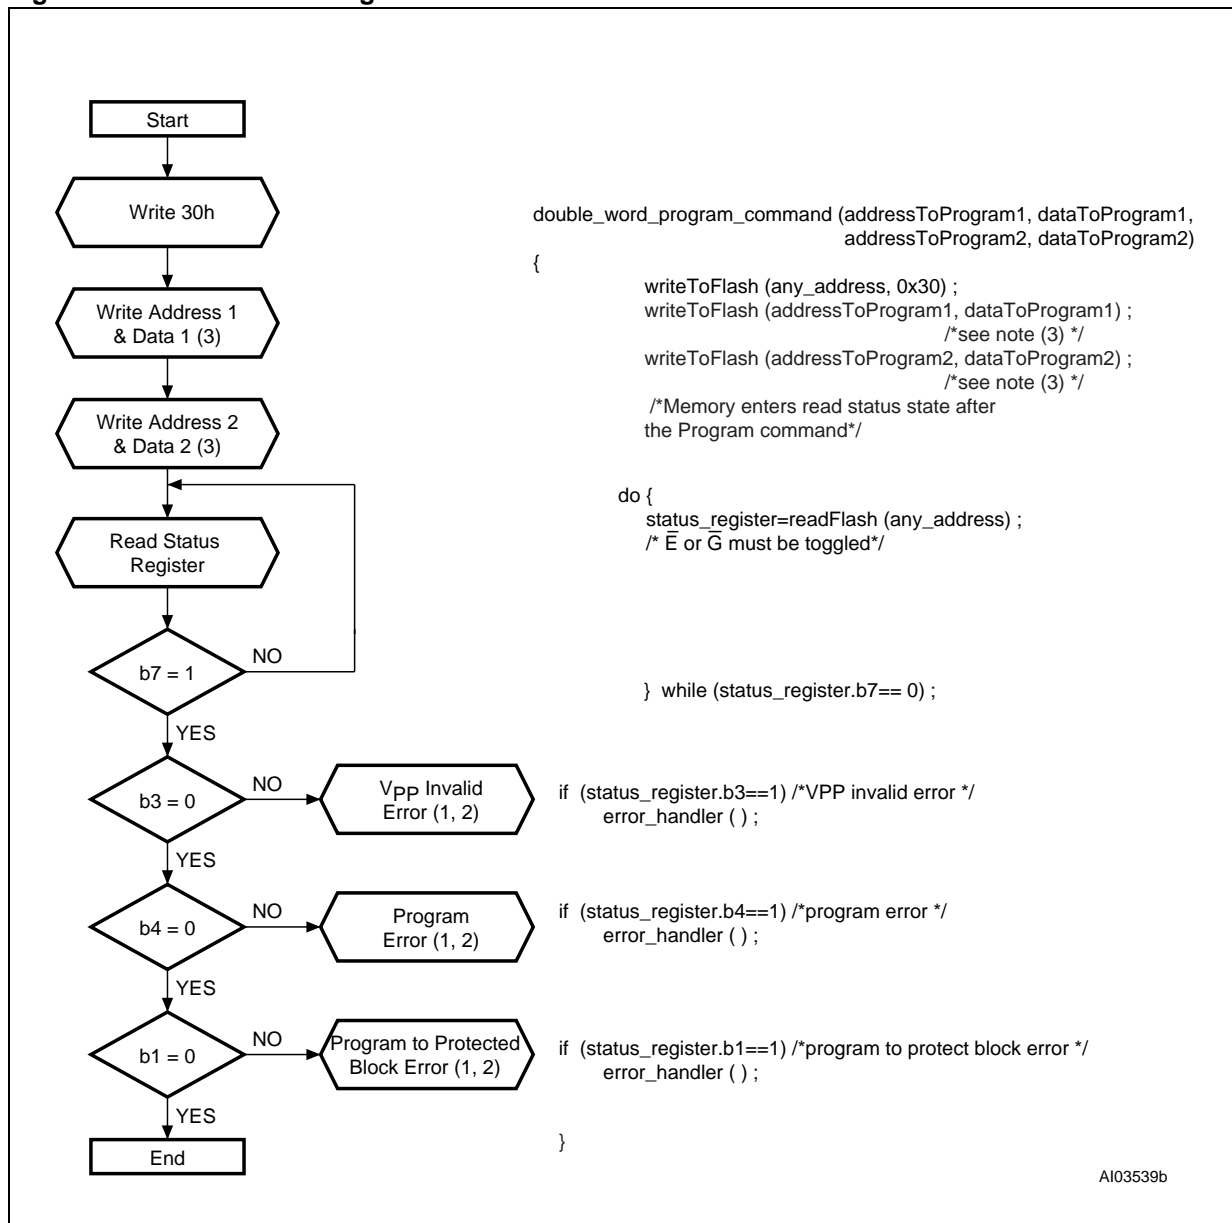 Start
Write 30h
Write Address 1
& Data 1 (3)
Write Address 2
& Data 2 (3)
Read Status
Register
b7 = 1
NO
YES
b3 = 0
NO
VPP Invalid
Error (1, 2)
YES
b4 = 0
NO
Program
Error (1, 2)
YES
b1 = 0
NO
Program to Protected
Block Error (1, 2)
YES
End
double_word_program_command (addressToProgram1, dataToProgram1,
addressToProgram2, dataToProgram2)
{
writeToFlash (any_address, 0x30) ;
writeToFlash (addressToProgram1, dataToProgram1) ;
/*see note (3) */
writeToFlash (addressToProgram2, dataToProgram2) ;
/*see note (3) */
/*Memory enters read status state after
the Program command*/
do {
status_register=readFlash (any_address) ;
/* E̅ or G̅ must be toggled*/
} while (status_register.b7== 0) ;
if (status_register.b3==1) /*VPP invalid error */
error_handler ( ) ;
if (status_register.b4==1) /*program error */
error_handler ( ) ;
if (status_register.b1==1) /*program to protect block error */
error_handler ( ) ;
}
AI03539b